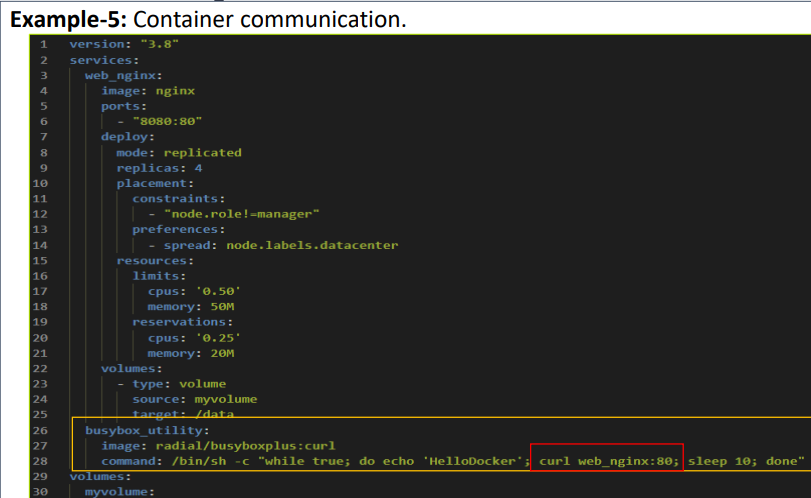 Example-5: Container communication.
1 version: "3.8"
2 services:
3   web_nginx:
4     image: nginx
5     ports:
6       - "8080:80"
7     deploy:
8       mode: replicated
9       replicas: 4
10       placement:
11         constraints:
12           - "node.role!=manager"
13         preferences:
14           - spread: node.labels.datacenter
15       resources:
16         limits:
17           cpus: '0.50'
18           memory: 50M
19         reservations:
20           cpus: '0.25'
21           memory: 20M
22     volumes:
23       - type: volume
24         source: myvolume
25         target: /data
26   busybox_utility:
27     image: radial/busyboxplus:curl
28     command: /bin/sh -c "while true; do echo 'HelloDocker'; curl web_nginx:80; sleep 10; done"
29 volumes:
30   myvolume: